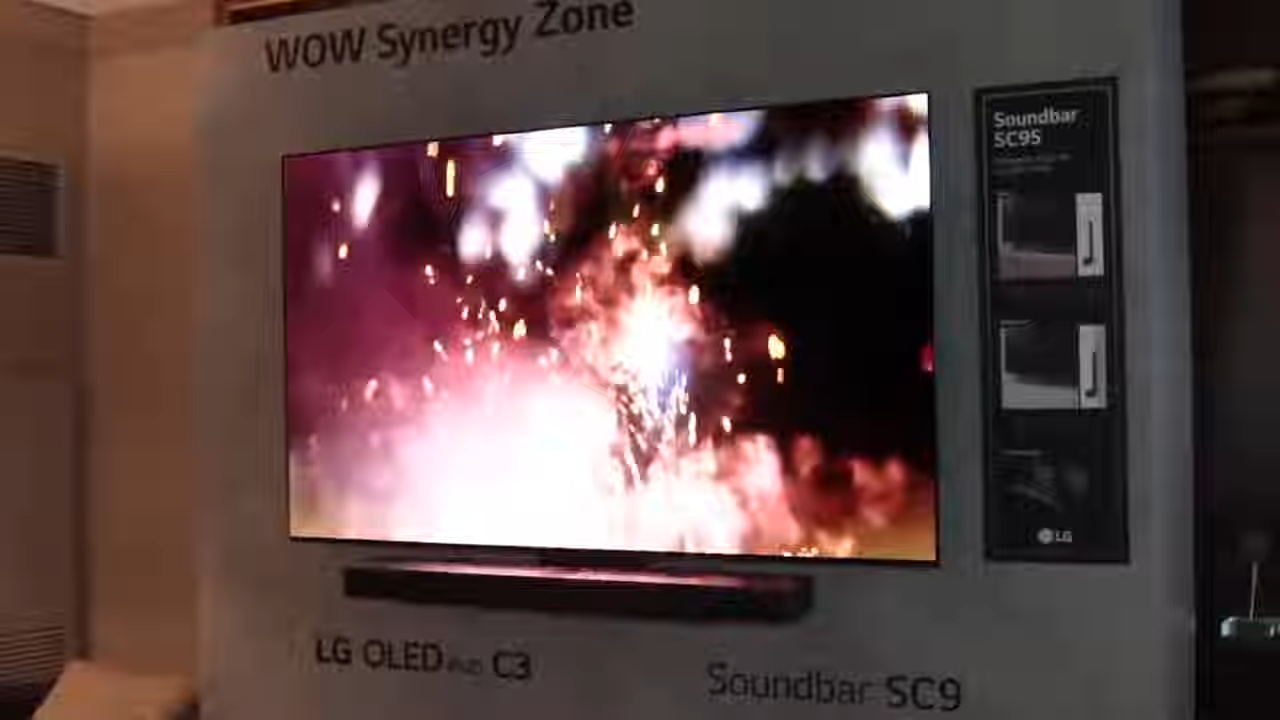 WOW Synergy Zone
Soundbar
SC9S
LG
LG OLED evo C3
Soundbar SC9